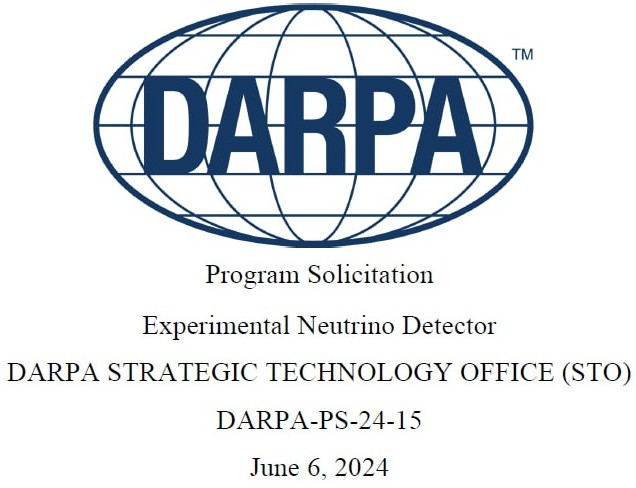 DARPA
TM
Program Solicitation
Experimental Neutrino Detector
DARPA STRATEGIC TECHNOLOGY OFFICE (STO)
DARPA-PS-24-15
June 6, 2024